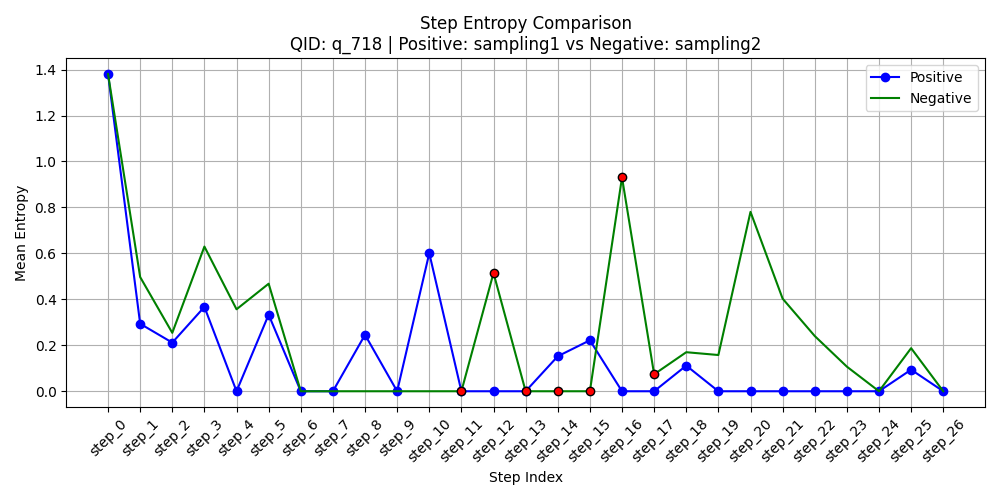 Step Entropy Comparison
QID: q_718 | Positive: sampling1 vs Negative: sampling2
Positive
Negative
Mean Entropy
1.4
1.2
1.0
0.8
0.6
0.4
0.2
0.0
step_0
step_1
step_2
step_3
step_4
step_5
step_6
step_7
step_8
step_9
step_10
step_11
step_12
step_13
step_14
step_15
step_16
step_17
step_18
step_19
step_20
step_21
step_22
step_23
step_24
step_25
step_26
Step Index